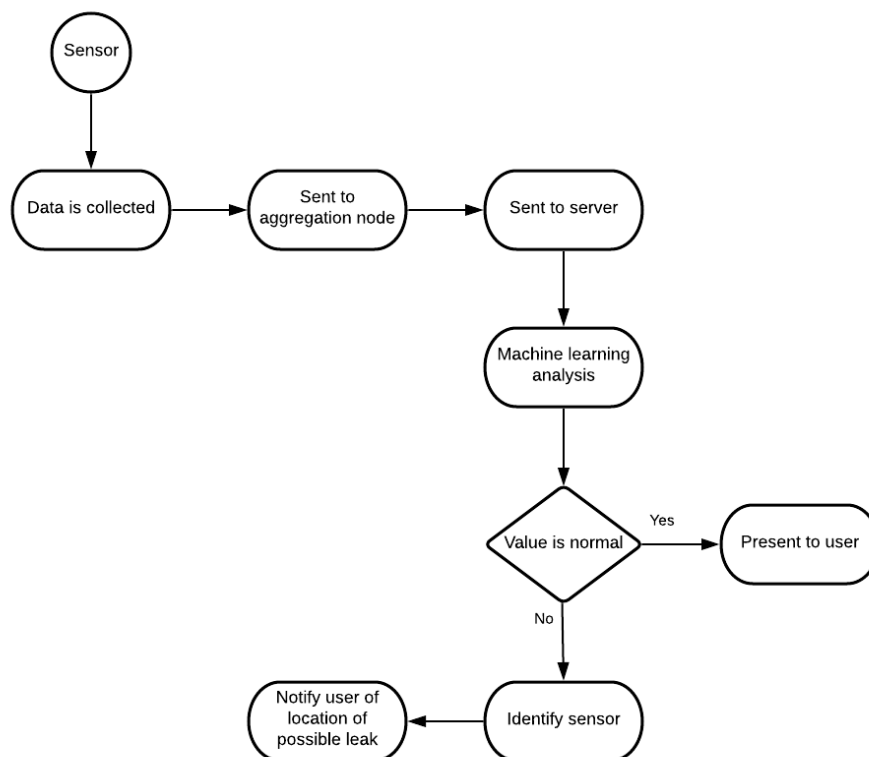 Sensor
Data is collected
Sent to
aggregation node
Sent to server
Machine learning
analysis
Value is normal
Yes
Present to user
No
Identify sensor
Notify user of
location of
possible leak